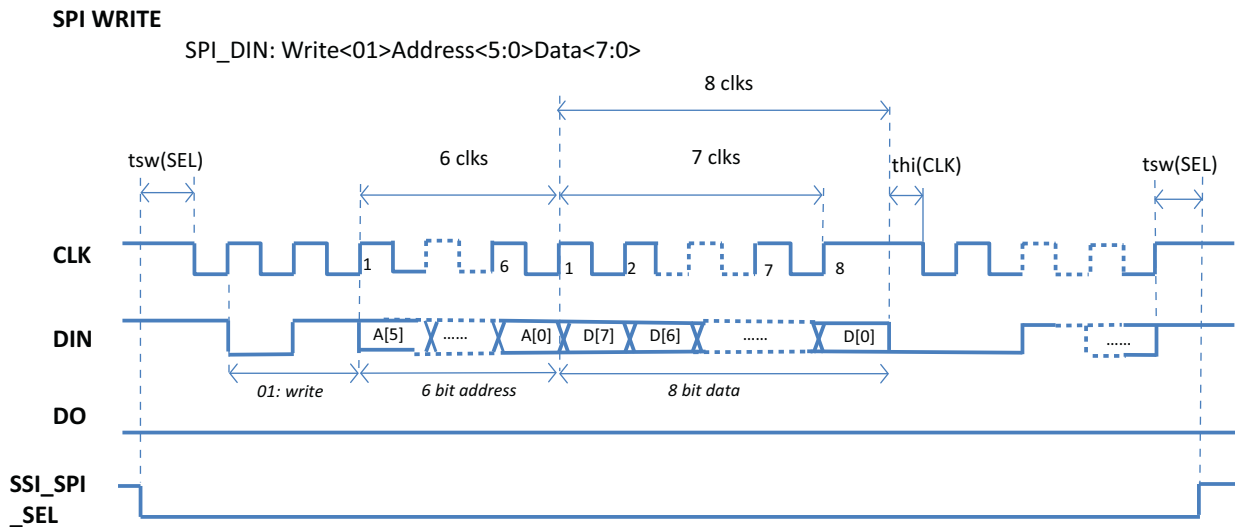 SPI WRITE
SPI_DIN: Write<01>Address<5:0>Data<7:0>
8 clks
tsw(SEL)
6 clks
7 clks
thi(CLK)
tsw(SEL)
CLK
1
6
1
2
7
8
DIN
A[5]
......
A[0]
D[7]
D[6]
......
D[0]
......
01: write
6 bit address
8 bit data
DO
SSI_SPI
_SEL